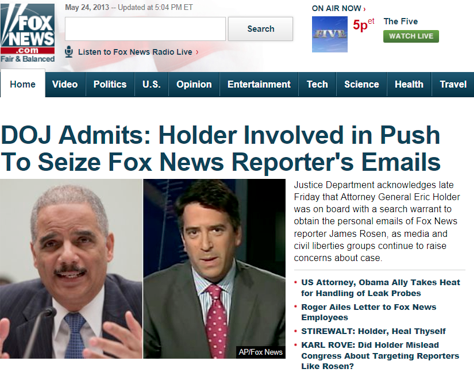 FOX
NEWS
.com
Fair & Balanced
May 24, 2013 – Updated at 5:04 PM ET
Search
Listen to Fox News Radio Live ›
ON AIR NOW ›
FIVE
5pET
The Five
WATCH LIVE
Home Video Politics U.S. Opinion Entertainment Tech Science Health Travel
DOJ Admits: Holder Involved in Push
To Seize Fox News Reporter's Emails
AP/Fox News
Justice Department acknowledges late
Friday that Attorney General Eric Holder
was on board with a search warrant to
obtain the personal emails of Fox News
reporter James Rosen, as media and
civil liberties groups continue to raise
concerns about case.
• US Attorney, Obama Ally Takes Heat
for Handling of Leak Probes
• Roger Ailes Letter to Fox News
Employees
• STIREWALT: Holder, Heal Thyself
• KARL ROVE: Did Holder Mislead
Congress About Targeting Reporters
Like Rosen?